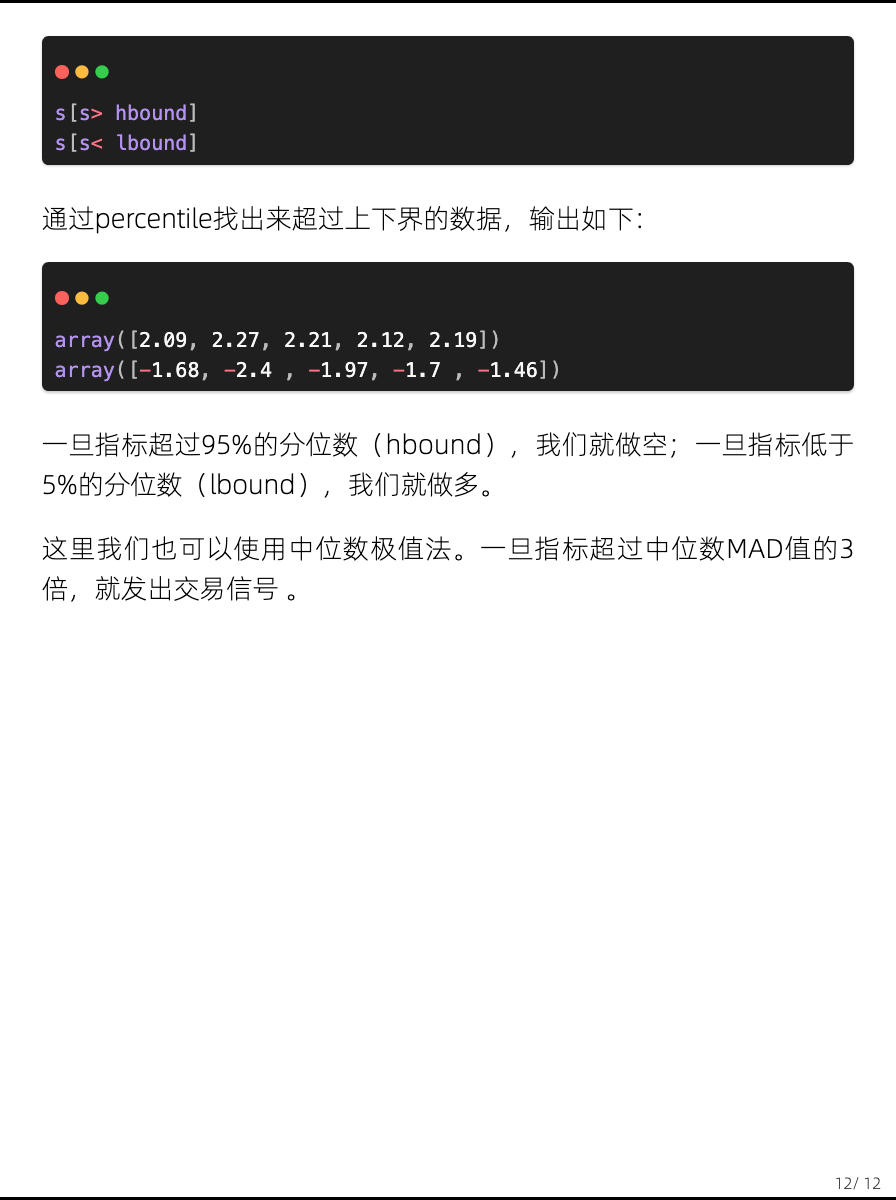 s[s> hbound]
s[s< lbound]
通过percentile找出来超过上下界的数据，输出如下：
array([2.09, 2.27, 2.21, 2.12, 2.19])
array([-1.68, -2.4 , -1.97, -1.7 , -1.46])
一旦指标超过95%的分位数（hbound），我们就做空；一旦指标低于
5%的分位数（lbound），我们就做多。
这里我们也可以使用中位数极值法。一旦指标超过中位数MAD值的3
倍，就发出交易信号 。
12/ 12